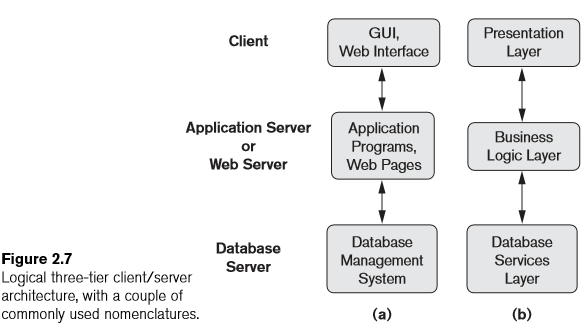 Client
GUI,
Web Interface
Presentation
Layer
Application Server
or
Web Server
Application
Programs,
Web Pages
Business
Logic Layer
Database
Server
Database
Management
System
Database
Services
Layer
(a)
(b)
Figure 2.7
Logical three-tier client/server
architecture, with a couple of
commonly used nomenclatures.